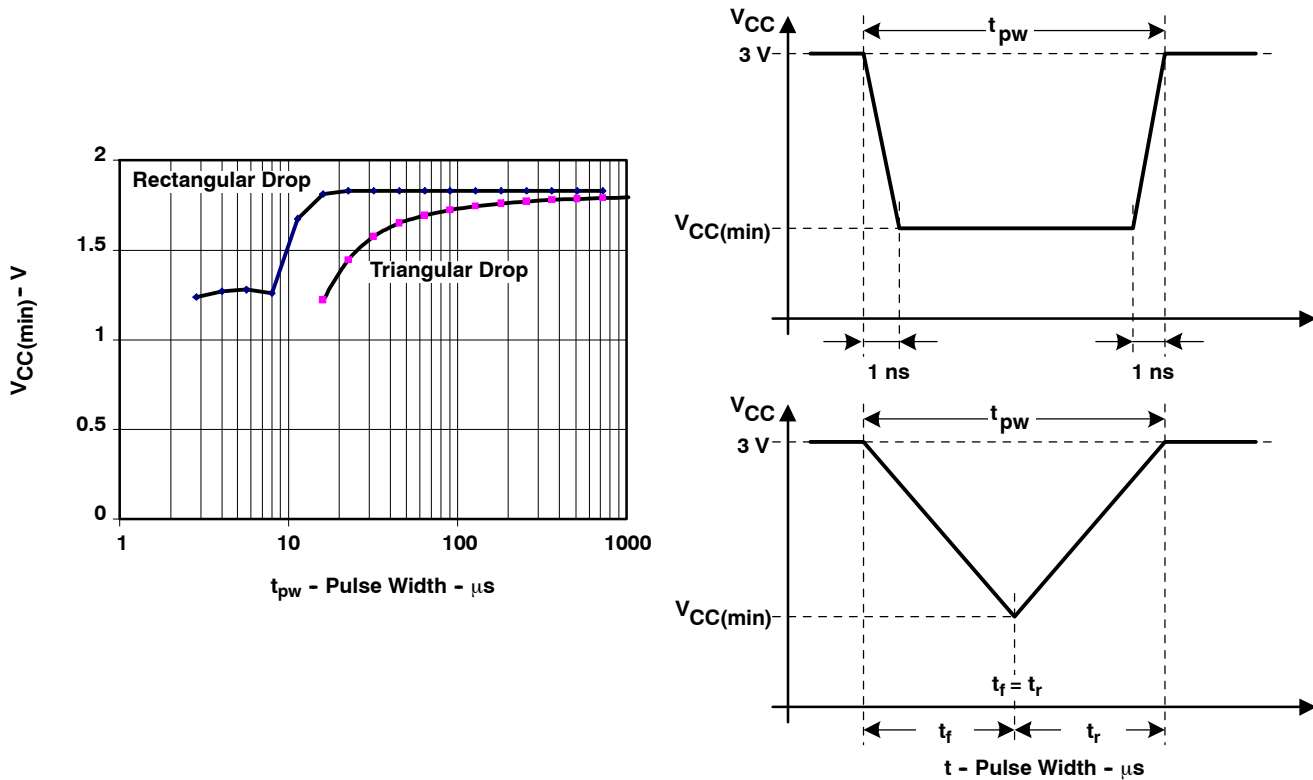 2
1.5
1
0.5
0
VCC(min) - V
Rectangular Drop
Triangular Drop
1
10
100
1000
tpw - Pulse Width - μs
VCC
3 V
tpw
VCC(min)
1 ns
1 ns
VCC
3 V
tpw
VCC(min)
tf = tr
tf
tr
t - Pulse Width - μs